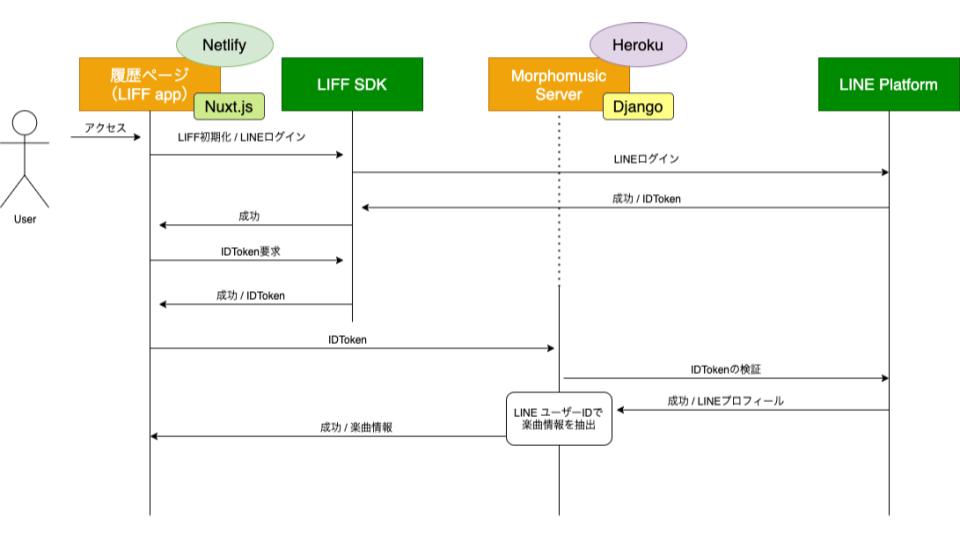 Netlify
Heroku
履歴ページ
（LIFF app）
Nuxt.js
LIFF SDK
Morphomusic
Server
Django
LINE Platform
User
アクセス
LIFF初期化 / LINEログイン
LINEログイン
成功 / IDToken
成功
IDToken要求
成功 / IDToken
IDToken
IDTokenの検証
成功 / LINEプロフィール
LINE ユーザーIDで
楽曲情報を抽出
成功 / 楽曲情報